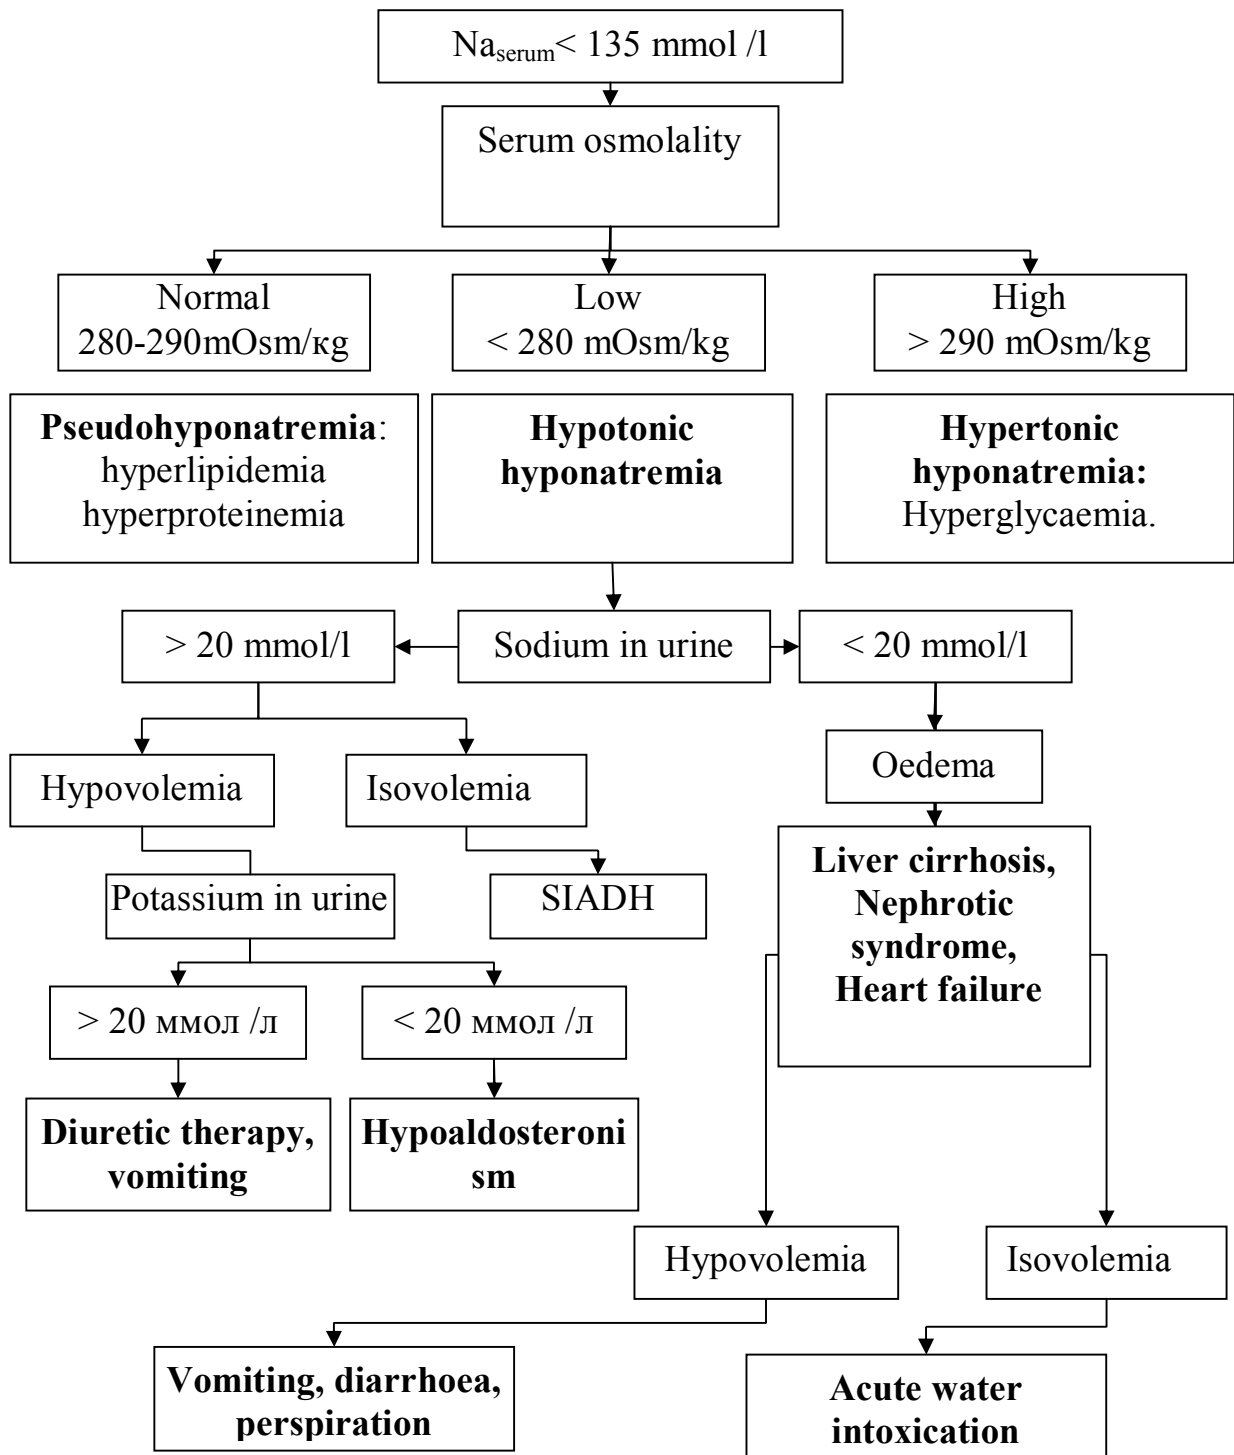 Na_serum< 135 mmol /l
Serum osmolality
Normal
280-290mOsm/кg
Low
< 280 mOsm/kg
High
> 290 mOsm/kg
Pseudohyponatremia:
hyperlipidemia
hyperproteinemia
Hypotonic
hyponatremia
Hypertonic
hyponatremia:
Hyperglycaemia.
> 20 mmol/l
Sodium in urine
< 20 mmol/l
Hypovolemia
Isovolemia
Oedema
Potassium in urine
SIADH
Liver cirrhosis,
Nephrotic
syndrome,
Heart failure
> 20 ммол /л
< 20 ммол /л
Diuretic therapy,
vomiting
Hypoaldosteroni
sm
Hypovolemia
Isovolemia
Vomiting, diarrhoea,
perspiration
Acute water
intoxication